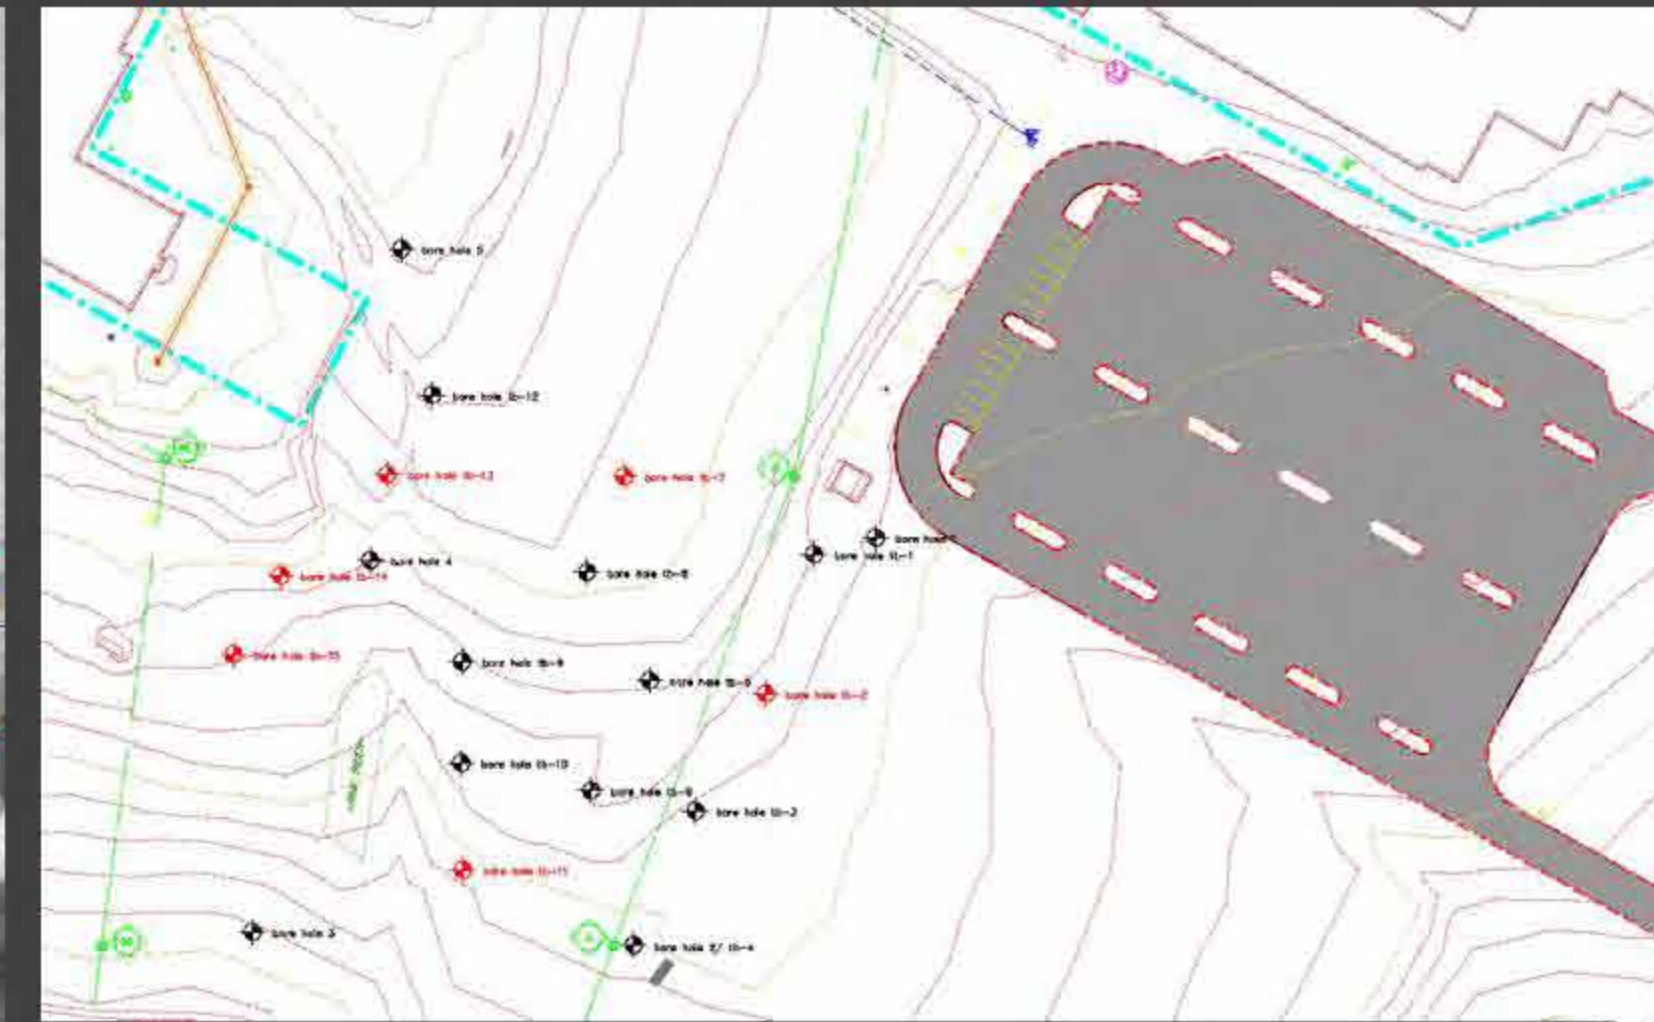 bore hole 5
bore hole tb-12
bore hole tb-13
bore hole tb-7
bore hole 4
bore hole tb-1
bore hole
bore hole tb-14
bore hole tb-8
bore hole tb-15
bore hole tb-9
bore hole tb-6
bore hole tb-2
bore hole tb-10
bore hole
bore hole tb-3
bore hole tb-11
bore hole 3
bore hole 2/ tb-4